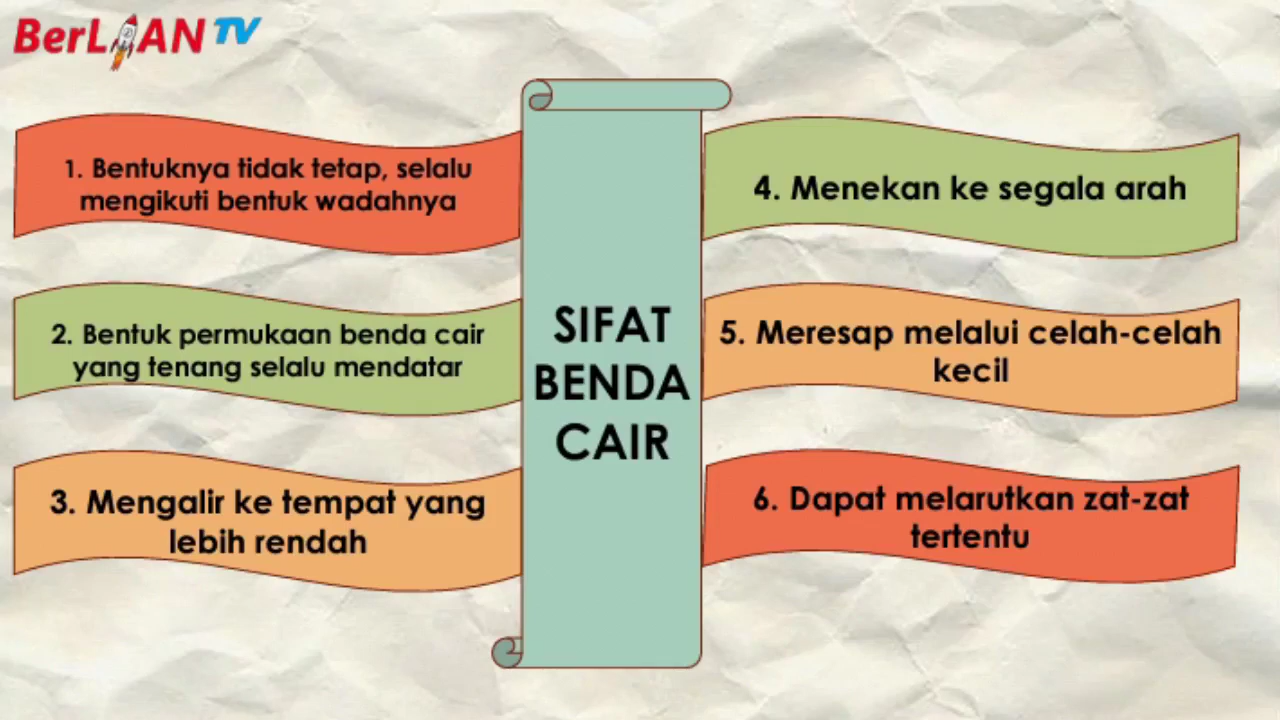 BerLIAN TV
1. Bentuknya tidak tetap, selalu
mengikuti bentuk wadahnya
2. Bentuk permukaan benda cair
yang tenang selalu mendatar
3. Mengalir ke tempat yang
lebih rendah
SIFAT
BENDA
CAIR
4. Menekan ke segala arah
5. Meresap melalui celah-celah
kecil
6. Dapat melarutkan zat-zat
tertentu